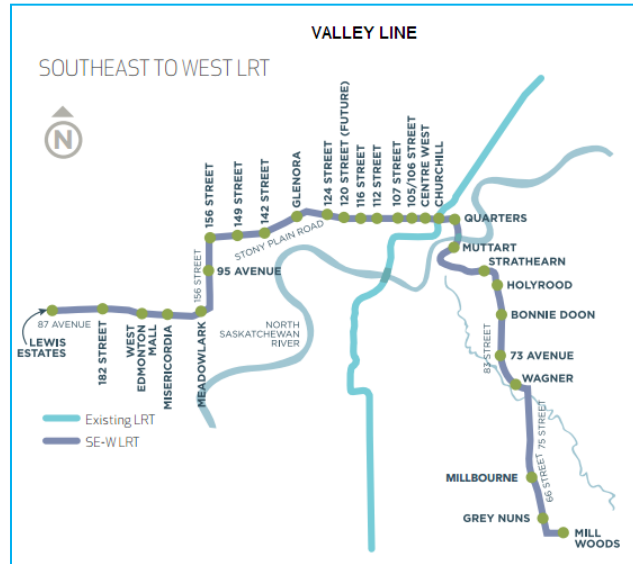 VALLEY LINE
SOUTHEAST TO WEST LRT
N
156 STREET
149 STREET
142 STREET
GLENORA
124 STREET
120 STREET (FUTURE)
116 STREET
112 STREET
107 STREET
105/106 STREET
CENTRE WEST
CHURCHILL
QUARTERS
MUTTART
STRATHEARN
HOLYROOD
BONNIE DOON
73 AVENUE
83 STREET
WAGNER
75 STREET
66 STREET
MILLBOURNE
GREY NUNS
MILL
WOODS
STONY PLAIN ROAD
156 STREET
95 AVENUE
NORTH
SASKATCHEWAN
RIVER
87 AVENUE
LEWIS
ESTATES
182 STREET
WEST
EDMONTON
MALL
MISERICORDIA
MEADOWLARK
Existing LRT
SE-W LRT